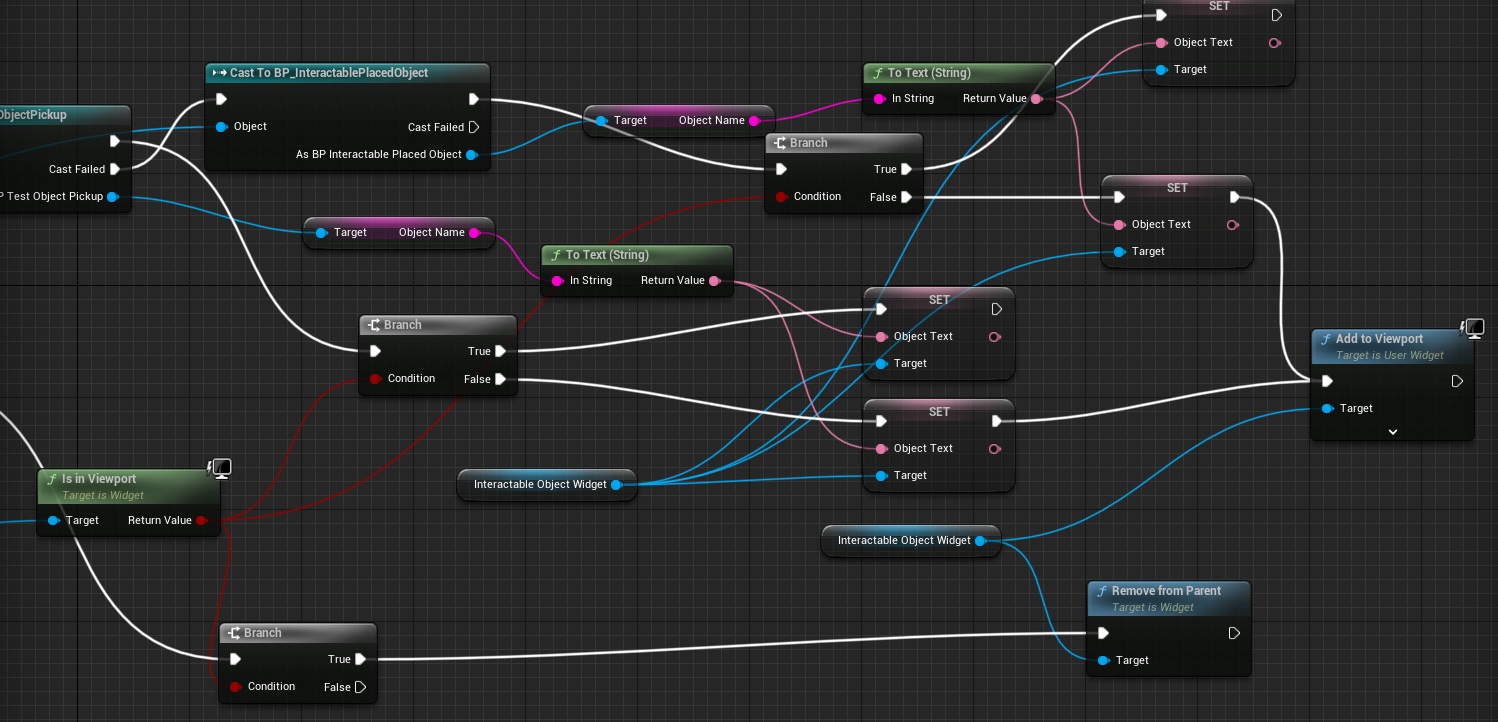 SET
Object Text
Target
Cast To BP_InteractablePlacedObject
Object
Cast Failed
As BP Interactable Placed Object
To Text (String)
In String
Return Value
ObjectPickup
Cast Failed
Test Object Pickup
Target
Object Name
Branch
True
Condition
False
SET
Object Text
Target
Target
Object Name
To Text (String)
In String
Return Value
Branch
True
Condition
False
SET
Object Text
Target
Add to Viewport
Target is User Widget
Target
SET
Object Text
Target
Is in Viewport
Target is Widget
Target
Return Value
Interactable Object Widget
Interactable Object Widget
Remove from Parent
Target is Widget
Target
Branch
True
Condition
False